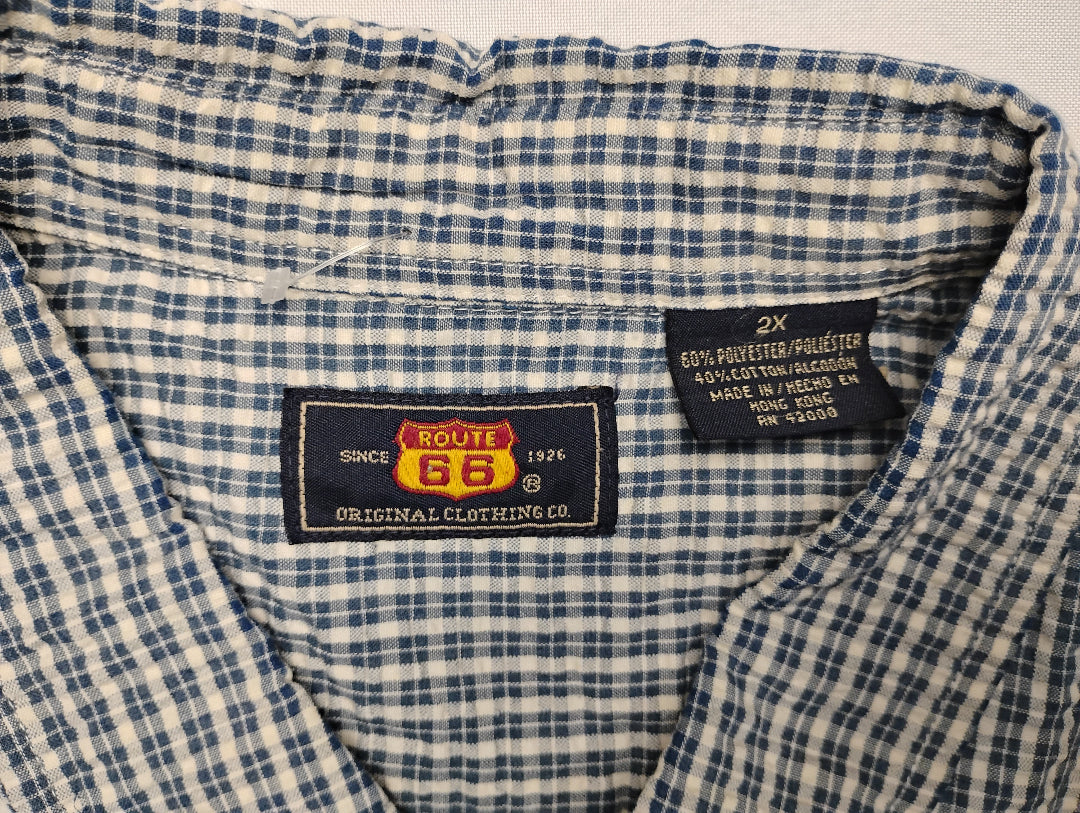 ROUTE
66
SINCE 1926
®
ORIGINAL CLOTHING CO.
2X
60% POLYESTER/POLIÉSTER
40% COTTON/ALGODÓN
MADE IN/HECHO EN
HONG KONG
RN 42000